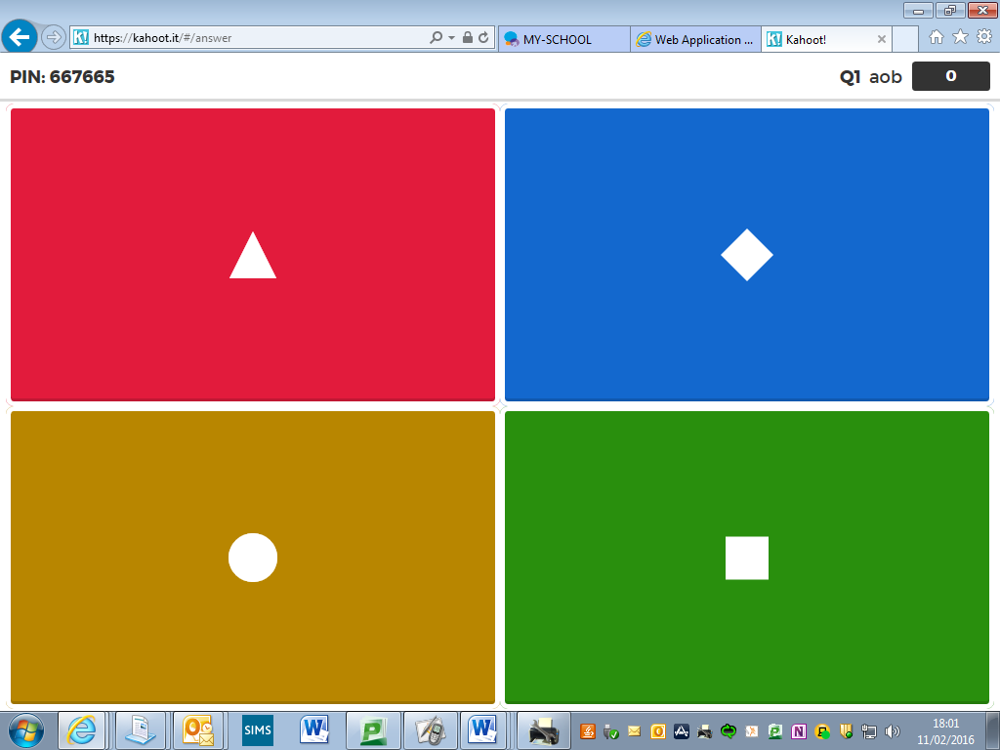 https://kahoot.it/#/answer
MY-SCHOOL
Web Application ...
Kahoot!
PIN: 667665
Q1 aob
0
SIMS
18:01
11/02/2016